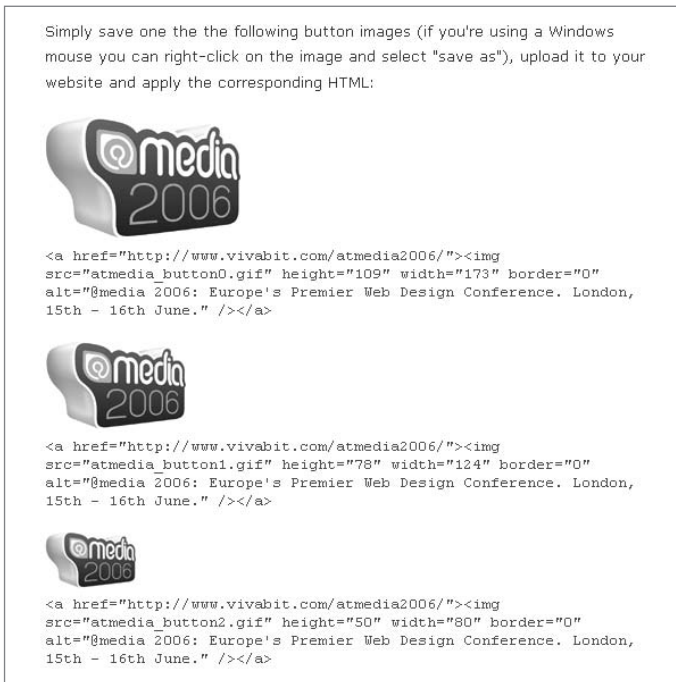 Simply save one the the following button images (if you're using a Windows
mouse you can right-click on the image and select "save as"), upload it to your
website and apply the corresponding HTML:
@media
2006
<a href="http://www.vivabit.com/atmedia2006/"><img
src="atmedia_button0.gif" height="109" width="173" border="0"
alt="@media 2006: Europe's Premier Web Design Conference. London,
15th - 16th June." /></a>
@media
2006
<a href="http://www.vivabit.com/atmedia2006/"><img
src="atmedia_button1.gif" height="78" width="124" border="0"
alt="@media 2006: Europe's Premier Web Design Conference. London,
15th - 16th June." /></a>
@media
2006
<a href="http://www.vivabit.com/atmedia2006/"><img
src="atmedia_button2.gif" height="50" width="80" border="0"
alt="@media 2006: Europe's Premier Web Design Conference. London,
15th - 16th June." /></a>